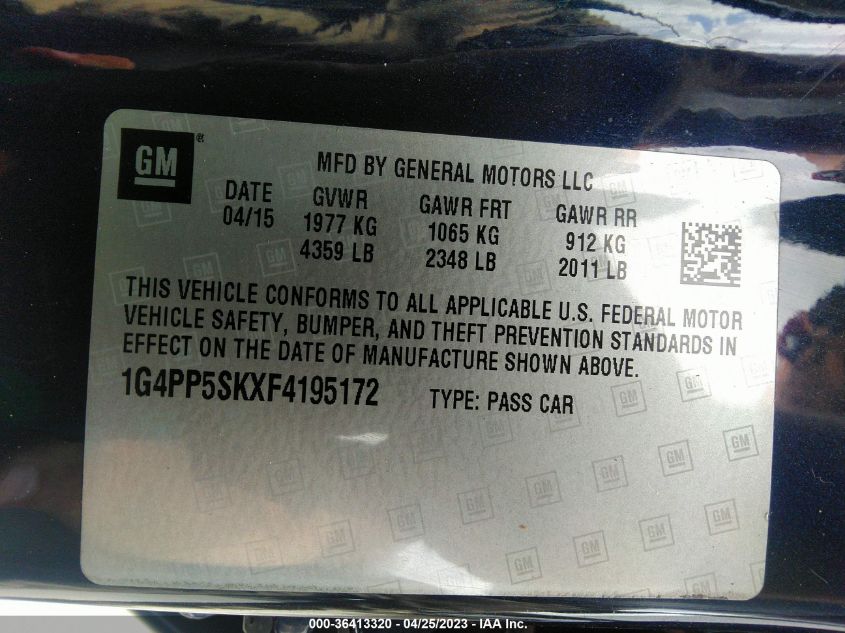 GM®
MFD BY GENERAL MOTORS LLC
DATE GVWR GAWR FRT GAWR RR
04/15 1977 KG 1065 KG 912 KG
4359 LB 2348 LB 2011 LB
THIS VEHICLE CONFORMS TO ALL APPLICABLE U.S. FEDERAL MOTOR
VEHICLE SAFETY, BUMPER, AND THEFT PREVENTION STANDARDS IN
EFFECT ON THE DATE OF MANUFACTURE SHOWN ABOVE.
1G4PP5SKXF4195172 TYPE: PASS CAR
000-36413320 - 04/25/2023 - IAA Inc.